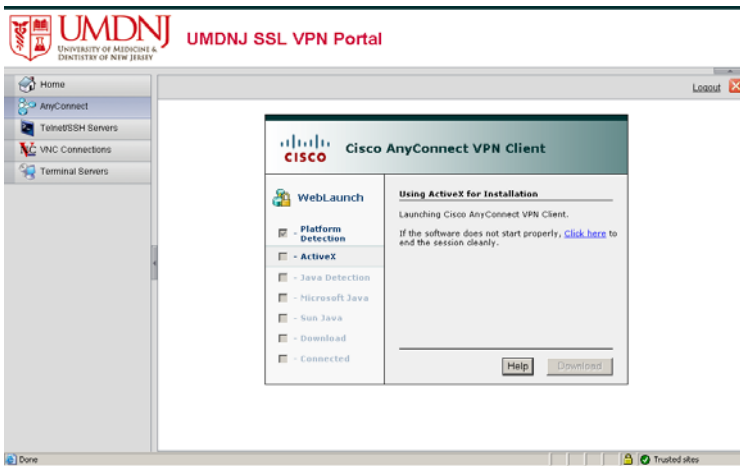 UMDNJ
UNIVERSITY OF MEDICINE &
DENTISTRY OF NEW JERSEY
UMDNJ SSL VPN Portal
Home
AnyConnect
Telnet/SSH Servers
VNC Connections
Terminal Servers
Logout
CISCO
Cisco AnyConnect VPN Client
WebLaunch
- Platform
Detection
- ActiveX
- Java Detection
- Microsoft Java
- Sun Java
- Download
- Connected
Using ActiveX for Installation
Launching Cisco AnyConnect VPN Client.
If the software does not start properly, Click here to
end the session cleanly.
Help
Download
Done
Trusted sites